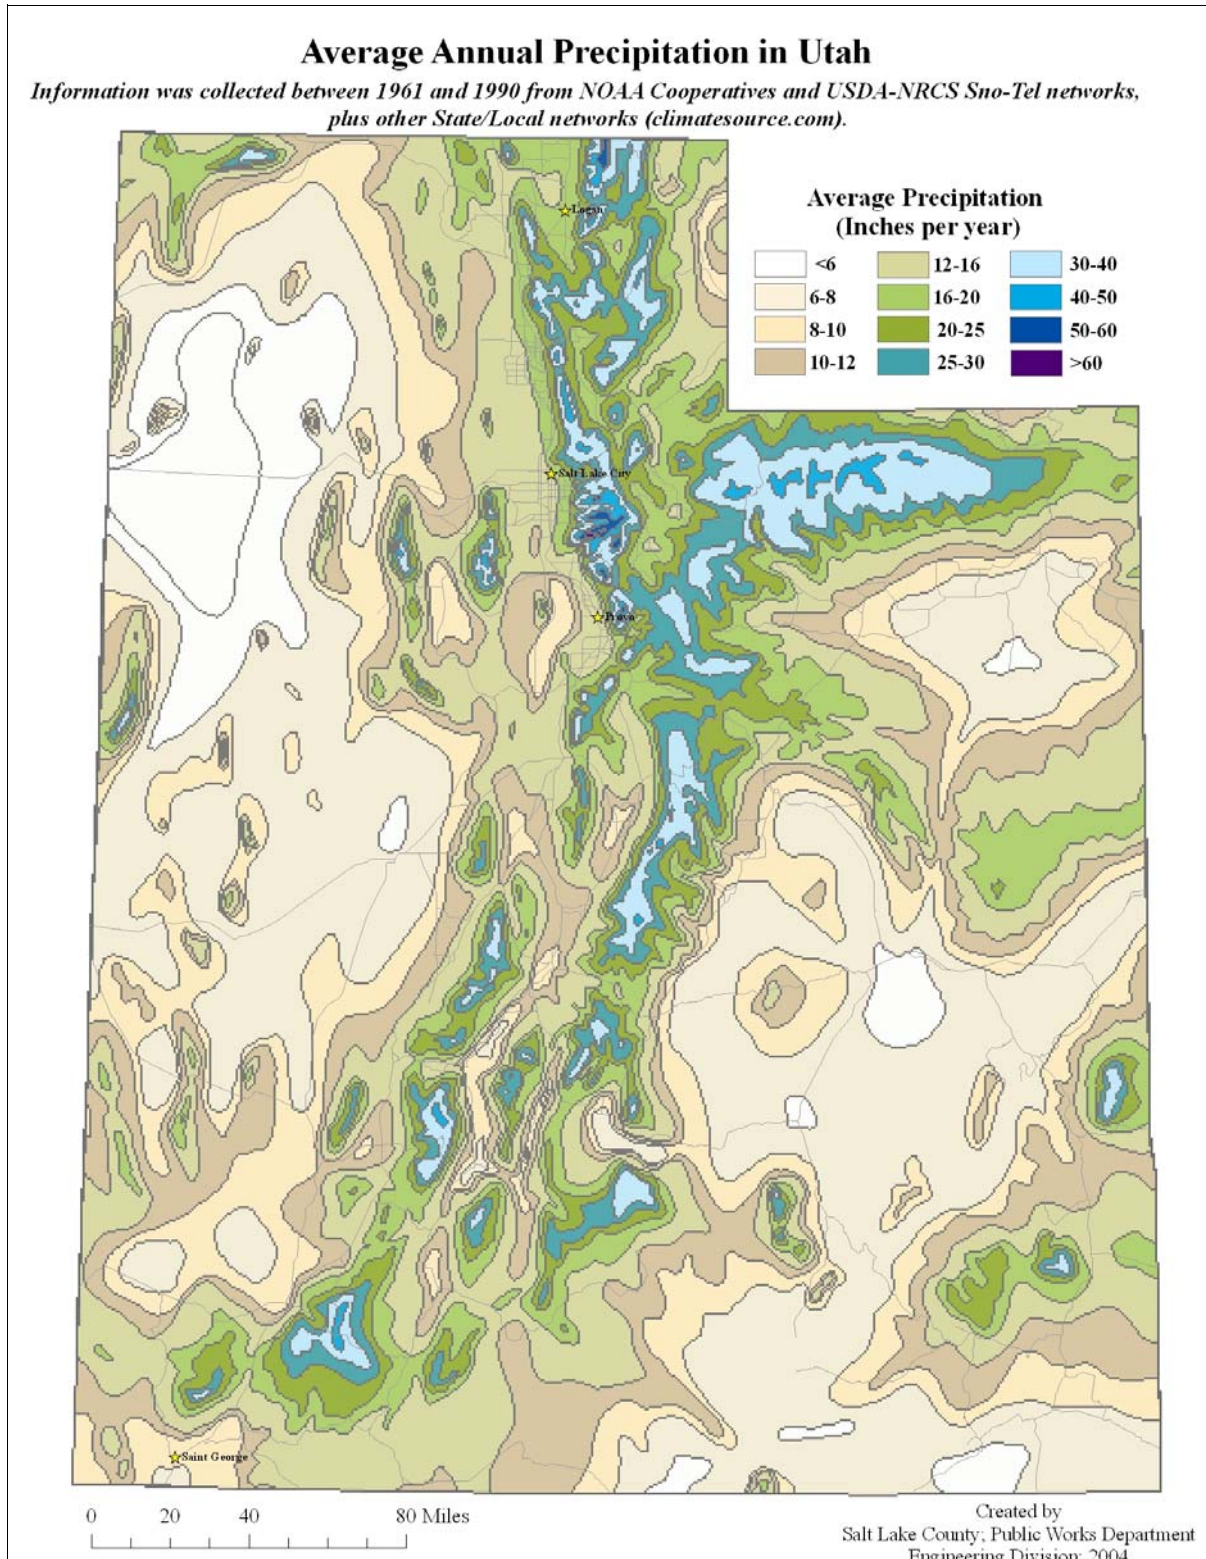 Average Annual Precipitation in Utah
Information was collected between 1961 and 1990 from NOAA Cooperatives and USDA-NRCS Sno-Tel networks,
plus other State/Local networks (climatesource.com).
Average Precipitation
(Inches per year)
<6 12-16 30-40
6-8 16-20 40-50
8-10 20-25 50-60
10-12 25-30 >60
Logan
Salt Lake City
Provo
Saint George
0 20 40 80 Miles
Created by
Salt Lake County; Public Works Department
Engineering Division; 2004